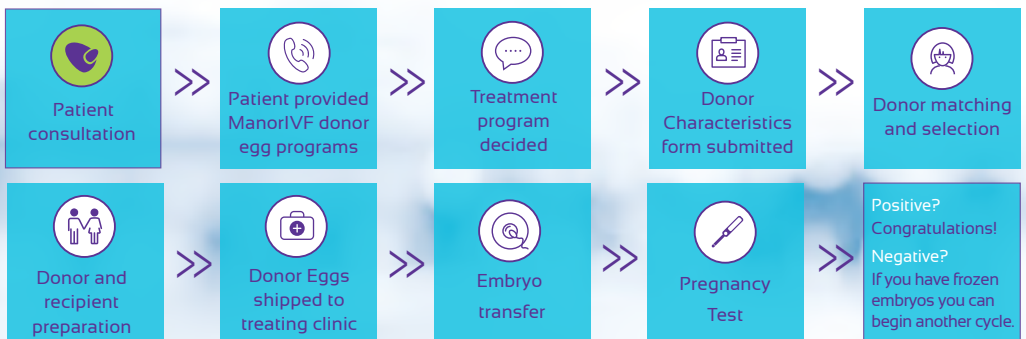 Patient
consultation
Patient provided
ManorIVF donor
egg programs
Treatment
program
decided
Donor
Characteristics
form submitted
Donor matching
and selection
Donor and
recipient
preparation
Donor Eggs
shipped to
treating clinic
Embryo
transfer
Pregnancy
Test
Positive?
Congratulations!
Negative?
If you have frozen
embryos you can
begin another cycle.